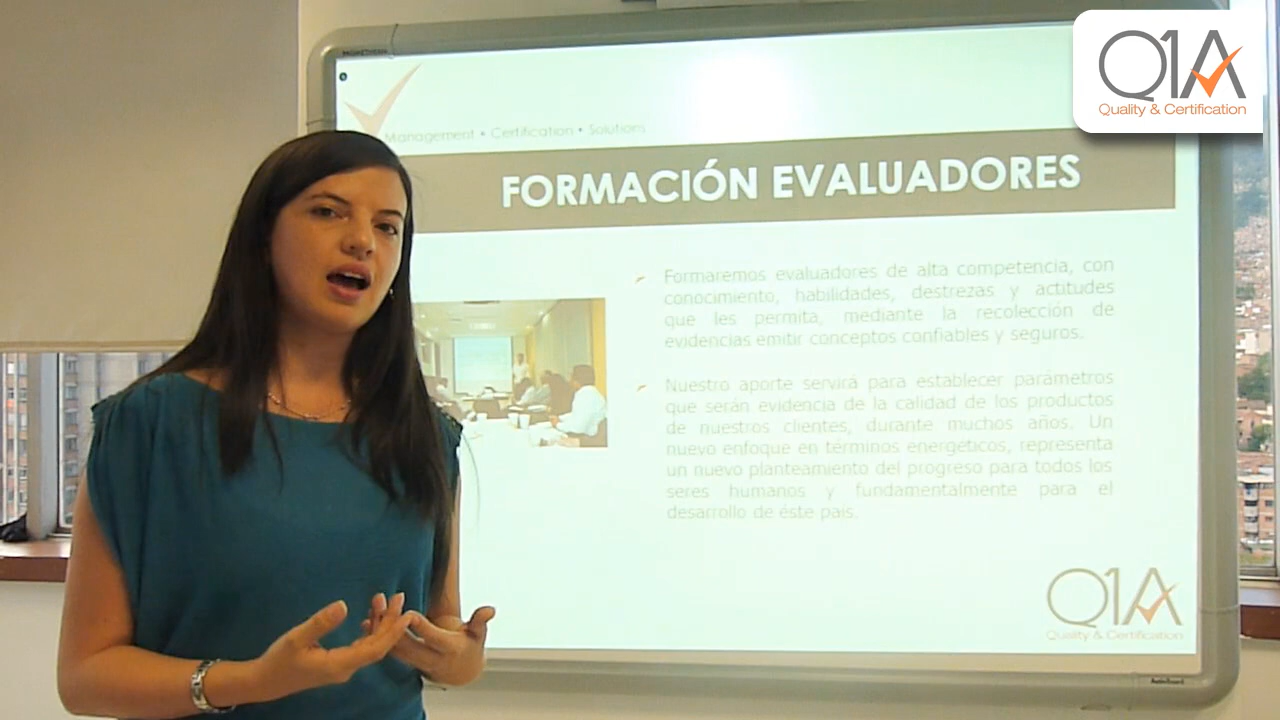 Q1A
Quality & Certification
Management • Certification • Solutions
FORMACIÓN EVALUADORES
Formaremos evaluadores de alta competencia, con
conocimiento, habilidades, destrezas y actitudes
que les permita, mediante la recolección de
evidencias emitir conceptos confiables y seguros.
Nuestro aporte servirá para establecer parámetros
que serán evidencia de la calidad de los productos
de nuestros clientes, durante muchos años. Un
nuevo enfoque en términos energéticos, representa
un nuevo planteamiento del progreso para todos los
seres humanos y fundamentalmente para el
desarrollo de éste país.
Q1A
Quality & Certification